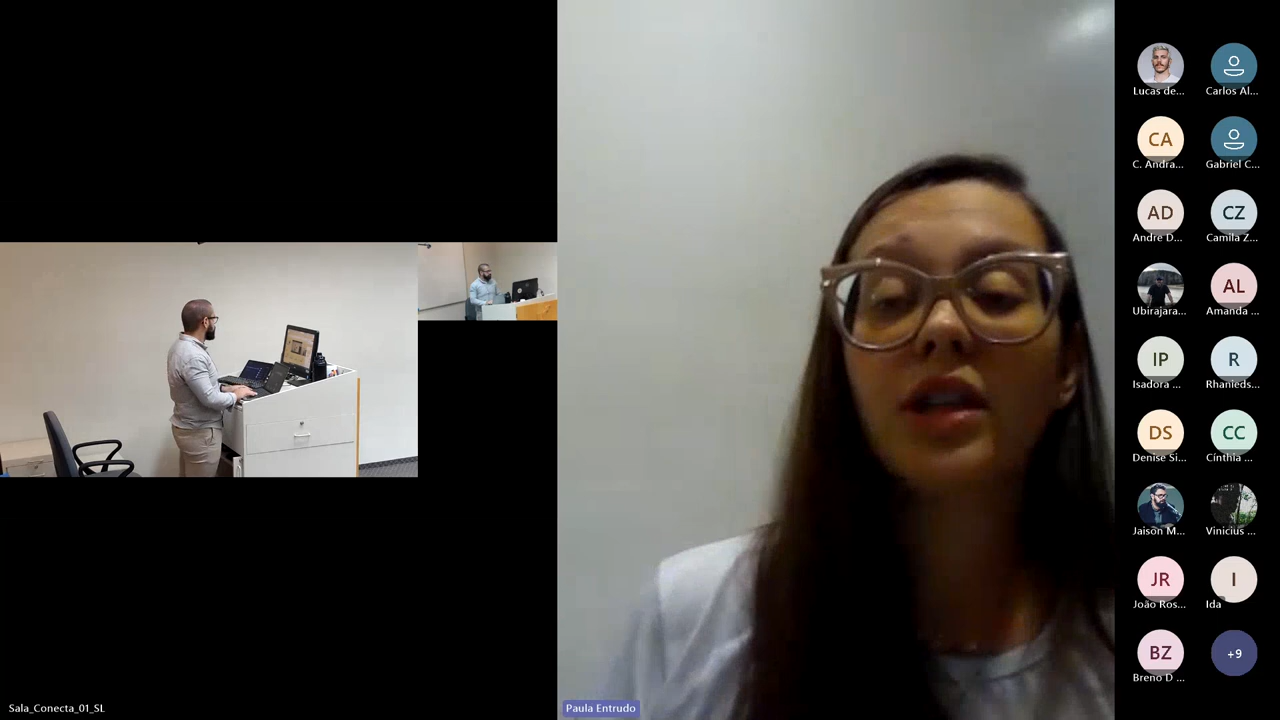 Lucas de...
Carlos Al...
CA
C. Andra...
Gabriel C...
AD
Andre D...
CZ
Camila Z...
Ubirajara...
AL
Amanda ...
IP
Isadora ...
R
Rhanieds...
DS
Denise Si...
CC
Cínthia ...
Jaison M...
Vinicius ...
JR
João Ros...
I
Ida
BZ
Breno D ...
+9
Sala_Conecta_01_SL
Paula Entrudo